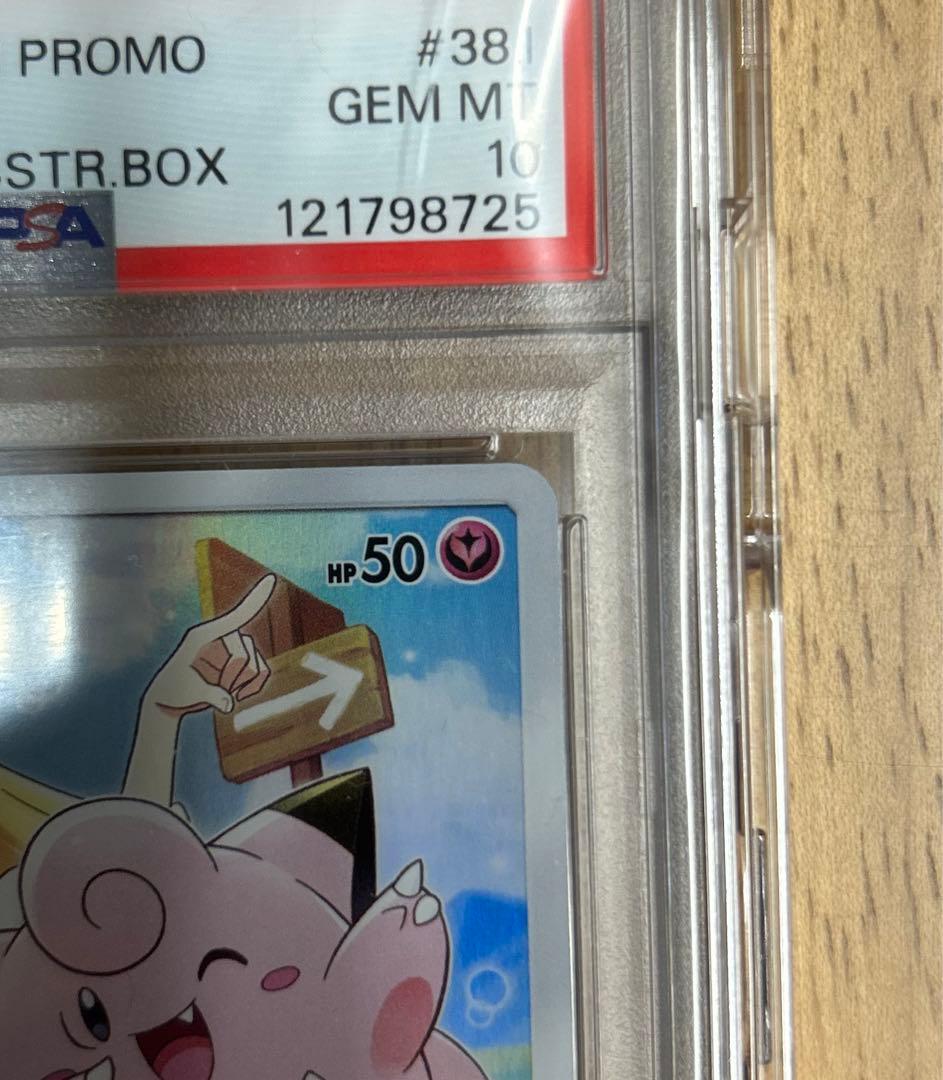 PROMO #381
GEM MT
STR.BOX 10
PSA 121798725
HP50